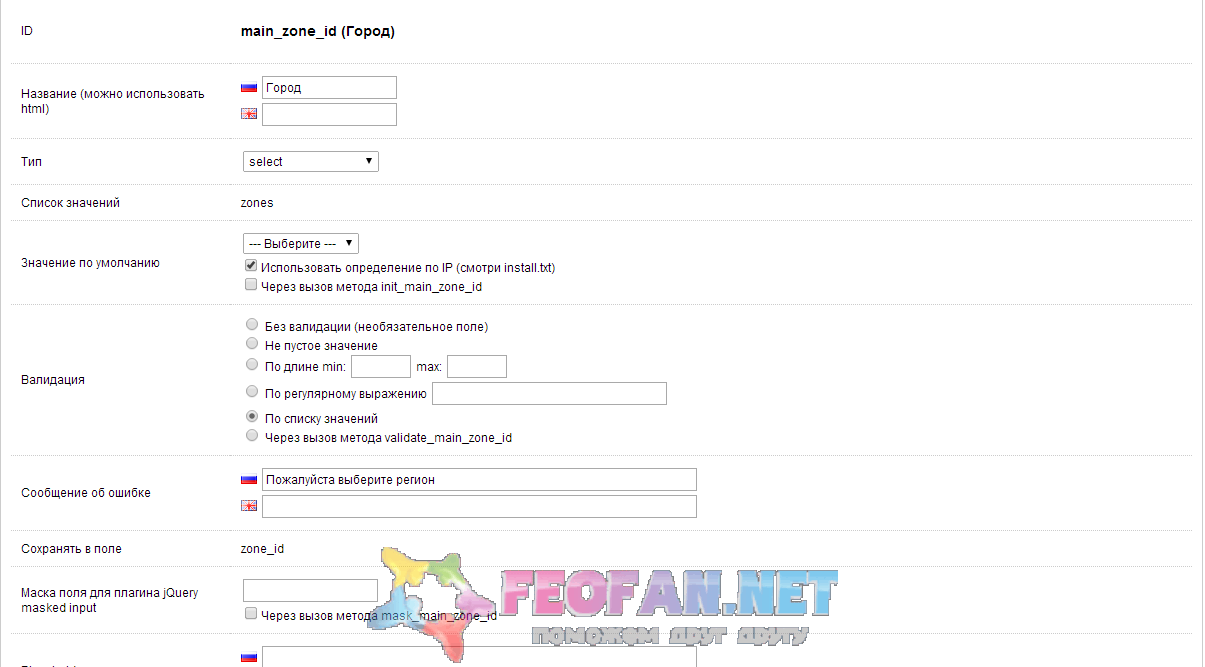 ID
main_zone_id (Город)
Название (можно использовать
html)
Город
Тип
select
Список значений
zones
Значение по умолчанию
--- Выберите ---
Использовать определение по IP (смотри install.txt)
Через вызов метода init_main_zone_id
Валидация
Без валидации (необязательное поле)
Не пустое значение
По длине min: max:
По регулярному выражению
По списку значений
Через вызов метода validate_main_zone_id
Сообщение об ошибке
Пожалуйста выберите регион
Сохранять в поле
zone_id
Маска поля для плагина jQuery
masked input
Через вызов метода mask_main_zone_id
FEOFAN.NET
поможем друг другу